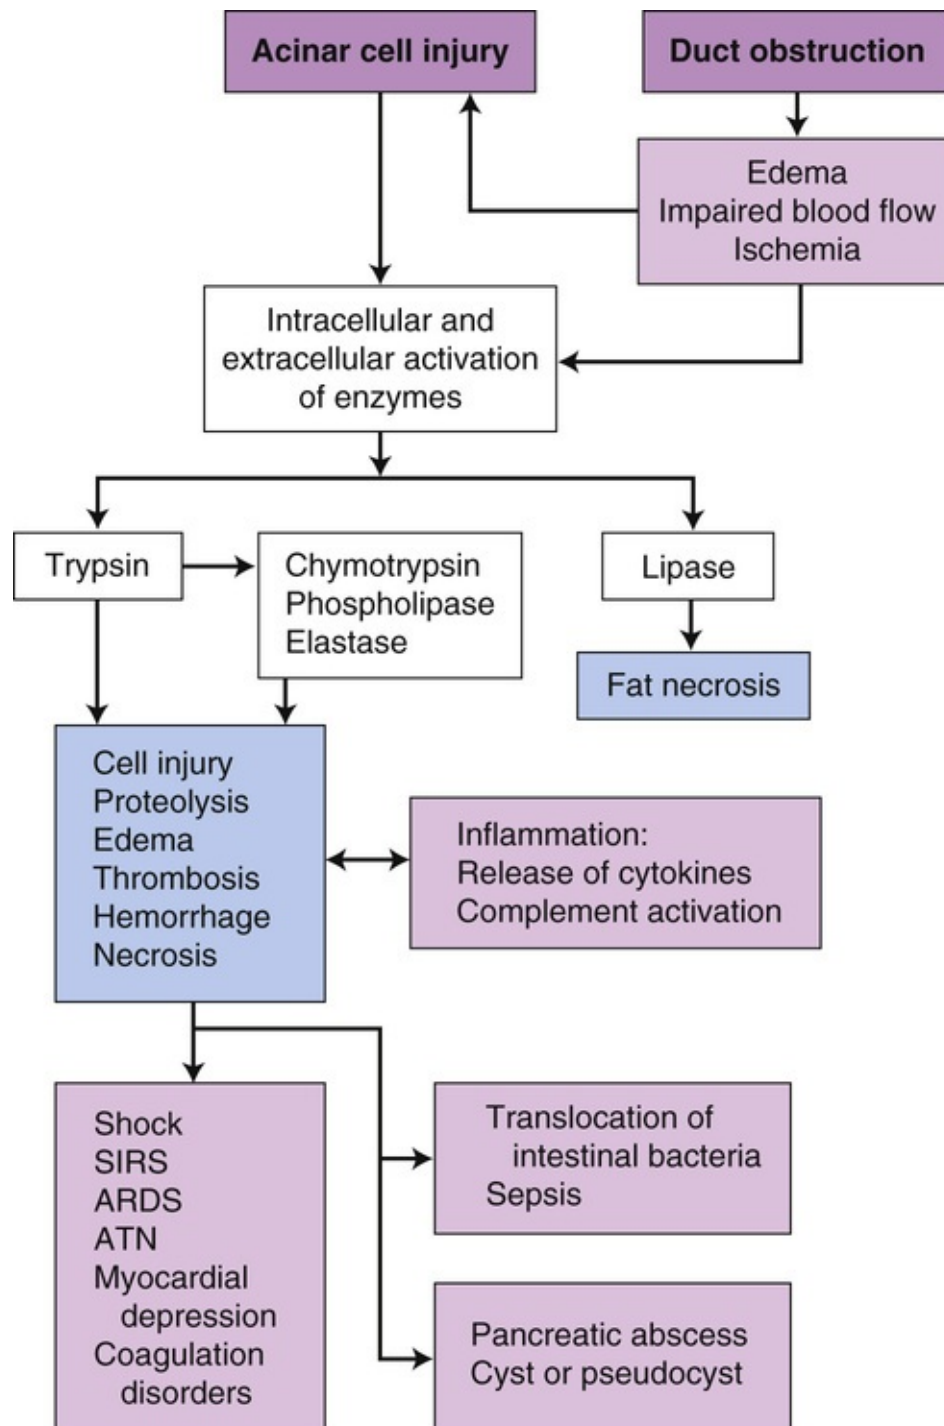 Acinar cell injury
Duct obstruction
Edema
Impaired blood flow
Ischemia
Intracellular and
extracellular activation
of enzymes
Trypsin
Chymotrypsin
Phospholipase
Elastase
Lipase
Fat necrosis
Cell injury
Proteolysis
Edema
Thrombosis
Hemorrhage
Necrosis
Inflammation:
Release of cytokines
Complement activation
Shock
SIRS
ARDS
ATN
Myocardial
depression
Coagulation
disorders
Translocation of
intestinal bacteria
Sepsis
Pancreatic abscess
Cyst or pseudocyst